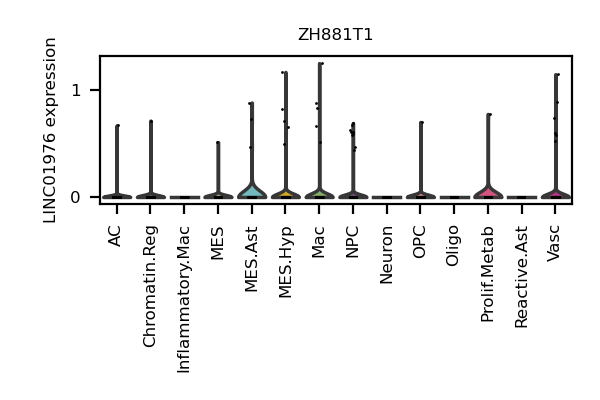 ZH881T1
LINC01976 expression
1
0
AC
Chromatin.Reg
Inflammatory.Mac
MES
MES.Ast
MES.Hyp
Mac
NPC
Neuron
OPC
Oligo
Prolif.Metab
Reactive.Ast
Vasc